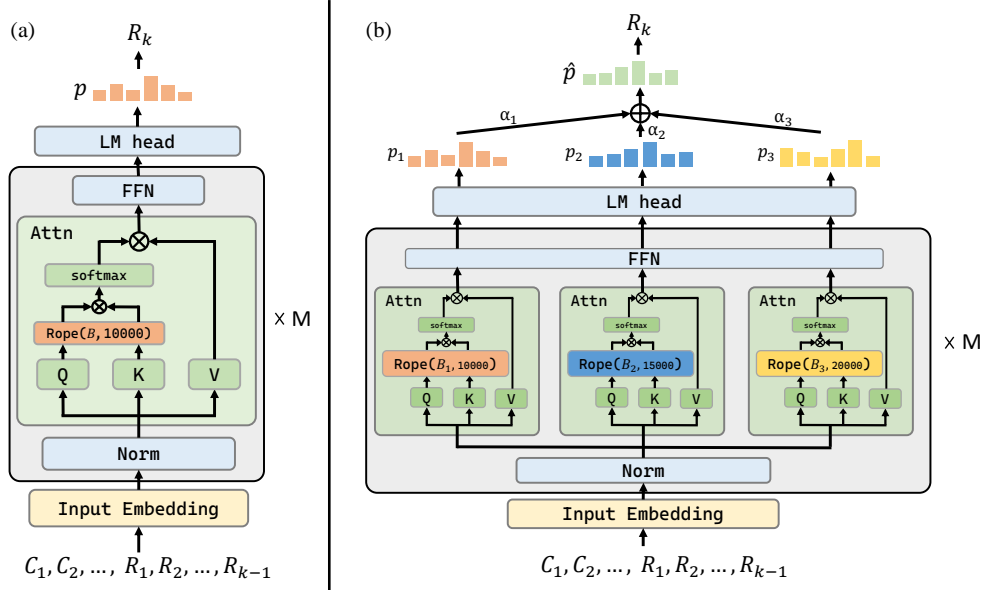 (a)
R_k
p
LM head
FFN
Attn
softmax
Rope(B,10000)
Q K V
× M
Norm
Input Embedding
C_1, C_2, …, R_1, R_2, …, R_{k−1}
(b)
R_k
p̂
α_1 α_2 α_3
p_1 p_2 p_3
LM head
FFN
Attn Attn Attn
softmax softmax softmax
Rope(B_1,10000) Rope(B_2,15000) Rope(B_3,20000)
× M
Q K V Q K V Q K V
Norm
Input Embedding
C_1, C_2, …, R_1, R_2, …, R_{k−1}